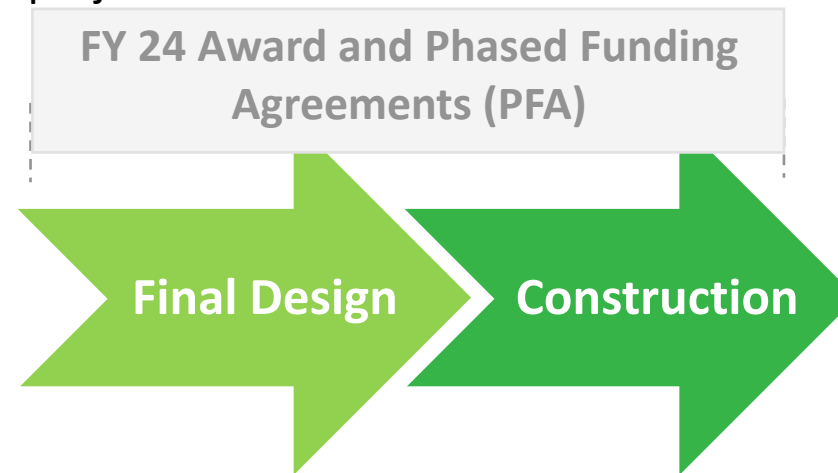 FY 24 Award and Phased Funding
Agreements (PFA)
Final Design
Construction